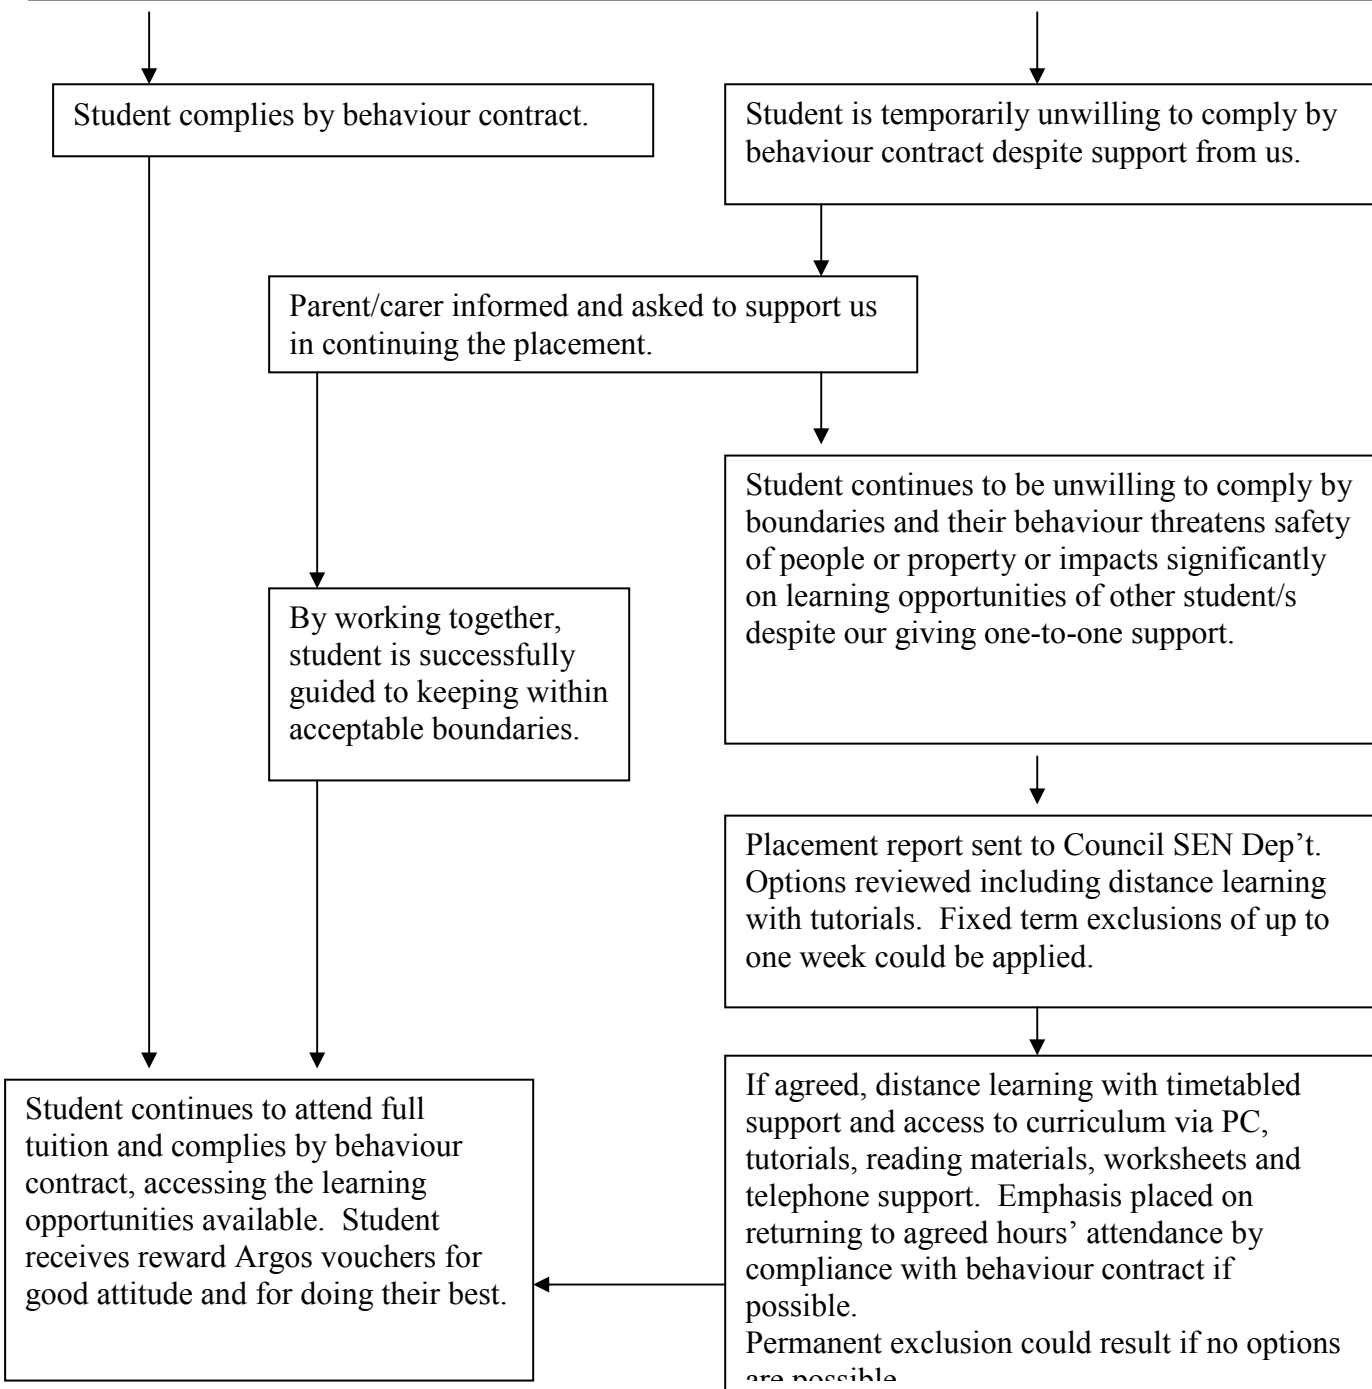 Student complies by behaviour contract.
Student is temporarily unwilling to comply by
behaviour contract despite support from us.
Parent/carer informed and asked to support us
in continuing the placement.
Student continues to be unwilling to comply by
boundaries and their behaviour threatens safety
of people or property or impacts significantly
on learning opportunities of other student/s
despite our giving one-to-one support.
By working together,
student is successfully
guided to keeping within
acceptable boundaries.
Placement report sent to Council SEN Dep't.
Options reviewed including distance learning
with tutorials.  Fixed term exclusions of up to
one week could be applied.
Student continues to attend full
tuition and complies by behaviour
contract, accessing the learning
opportunities available.  Student
receives reward Argos vouchers for
good attitude and for doing their best.
If agreed, distance learning with timetabled
support and access to curriculum via PC,
tutorials, reading materials, worksheets and
telephone support.  Emphasis placed on
returning to agreed hours’ attendance by
compliance with behaviour contract if
possible.
Permanent exclusion could result if no options
are possible